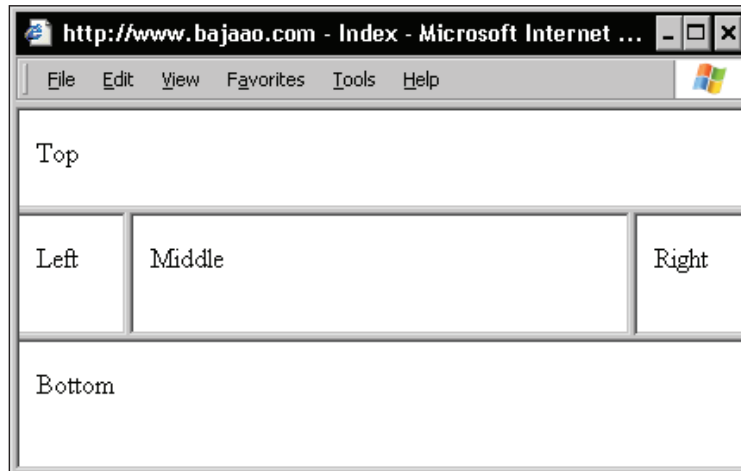 http://www.bajaao.com - Index - Microsoft Internet ...
File Edit View Favorites Tools Help
Top
Left Middle Right
Bottom